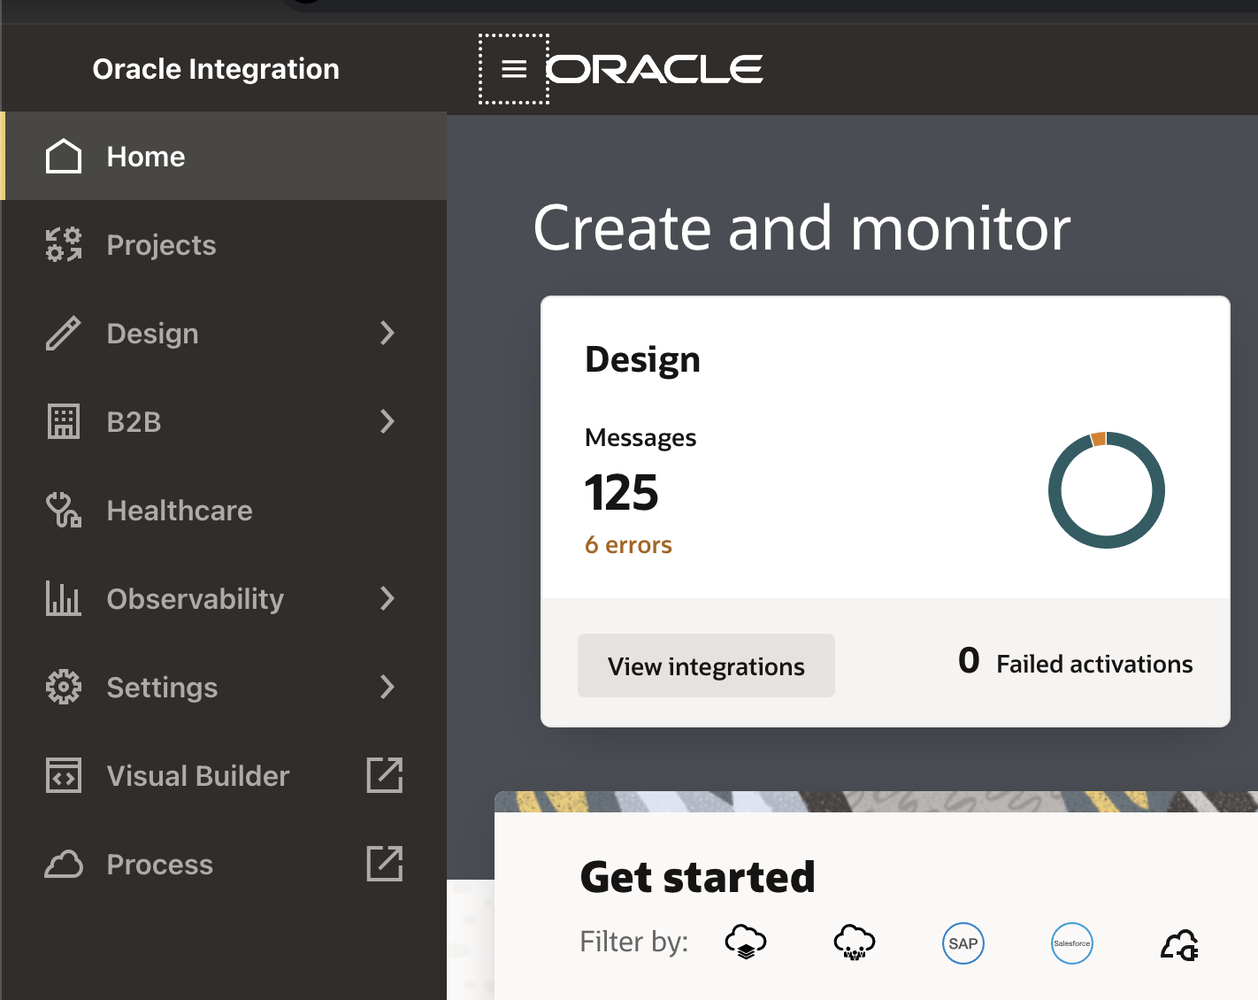 Oracle Integration
ORACLE
Home
Projects
Design
B2B
Healthcare
Observability
Settings
Visual Builder
Process
Create and monitor
Design
Messages
125
6 errors
View integrations
0 Failed activations
Get started
Filter by:
SAP
Salesforce